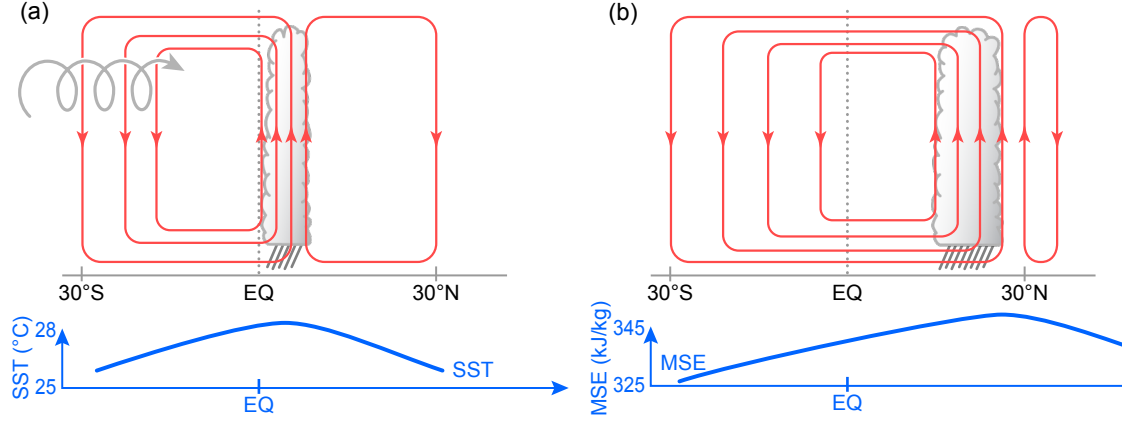 (a)
30°S
EQ
30°N
SST (°C)
28
25
SST
EQ
(b)
30°S
EQ
30°N
MSE (kJ/kg)
345
325
MSE
EQ